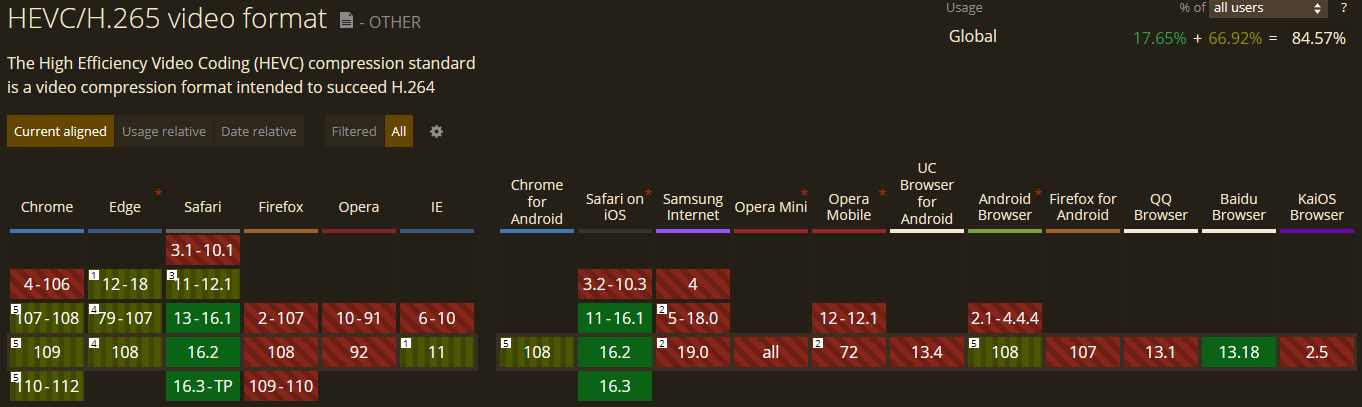 HEVC/H.265 video format - OTHER
Usage % of all users ?
Global 17.65% + 66.92% = 84.57%
The High Efficiency Video Coding (HEVC) compression standard
is a video compression format intended to succeed H.264
Current aligned Usage relative Date relative Filtered All
Chrome
Edge *
Safari
Firefox
Opera
IE
Chrome
for
Android
Safari on *
iOS
Samsung
Internet
Opera Mini *
Opera *
Mobile
UC
Browser
for
Android
Android *
Browser
Firefox for
Android
QQ
Browser
Baidu
Browser
KaiOS
Browser
3.1-10.1
4-106 1 12-18 3 11-12.1 3.2-10.3 4
5 107-108 4 79-107 13-16.1 2-107 10-91 6-10 11-16.1 2 5-18.0 12-12.1 2.1-4.4.4
5 109 4 108 16.2 108 92 1 11 5 108 16.2 2 19.0 all 2 72 13.4 5 108 107 13.1 13.18 2.5
5 110-112 16.3-TP 109-110 16.3